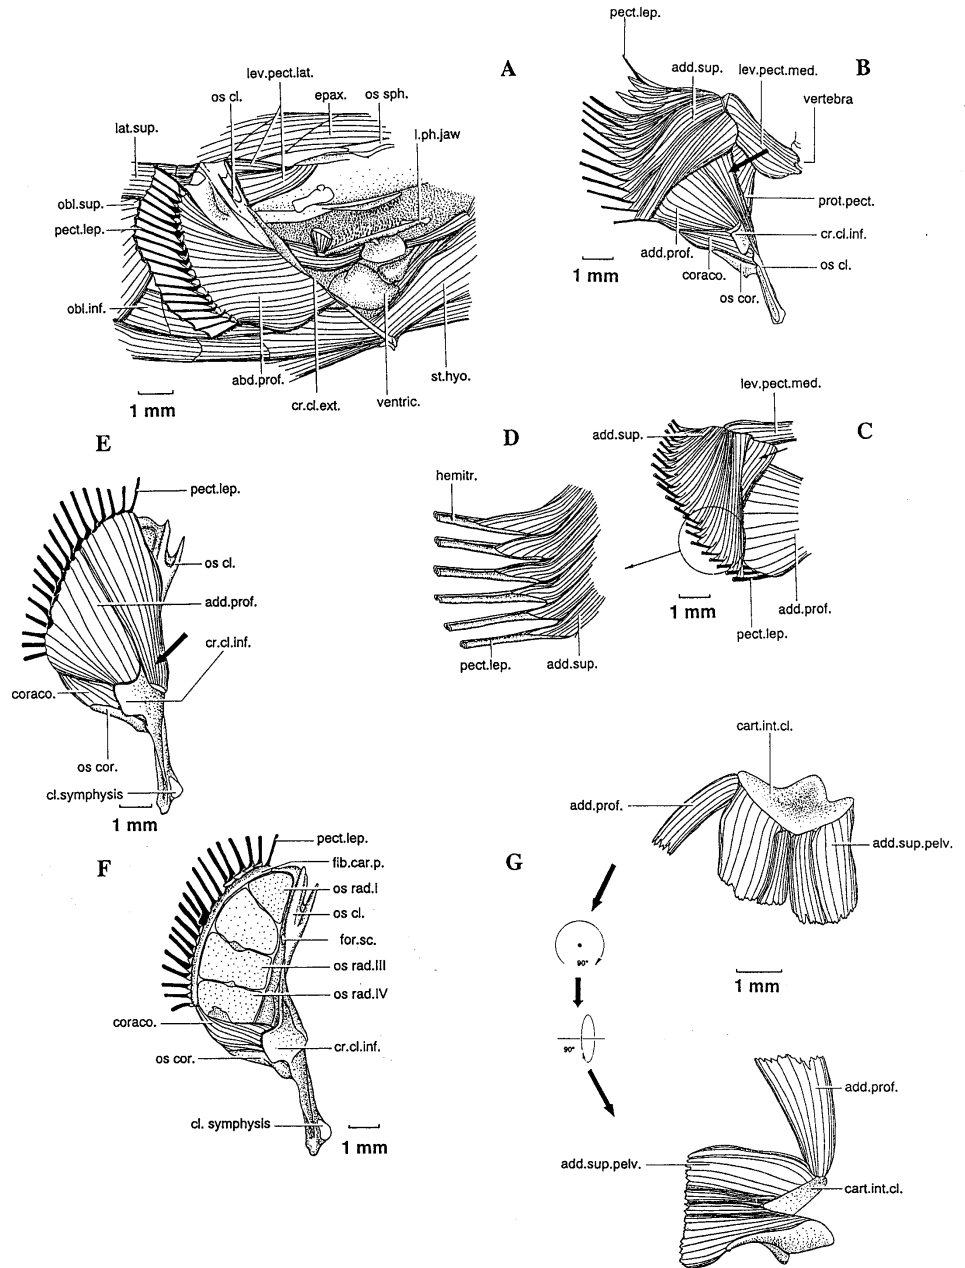 A
lev.pect.lat.
os cl.
epax.
os sph.
lat.sup.
l.ph.jaw
obl.sup.
pect.lep.
obl.inf.
abd.prof.
cr.cl.ext.
ventric.
st.hyo.
1 mm
B
pect.lep.
add.sup.
lev.pect.med.
vertebra
prot.pect.
cr.cl.inf.
add.prof.
coraco.
os cl.
os cor.
1 mm
C
lev.pect.med.
add.sup.
add.prof.
pect.lep.
1 mm
D
hemitr.
pect.lep.
add.sup.
E
pect.lep.
os cl.
add.prof.
cr.cl.inf.
coraco.
os cor.
cl.symphysis
1 mm
F
pect.lep.
fib.car.p.
os rad.I
os cl.
for.sc.
os rad.III
os rad.IV
coraco.
os cor.
cr.cl.inf.
cl. symphysis
1 mm
G
cart.int.cl.
add.prof.
add.sup.pelv.
90°
1 mm
90°
add.prof.
add.sup.pelv.
cart.int.cl.